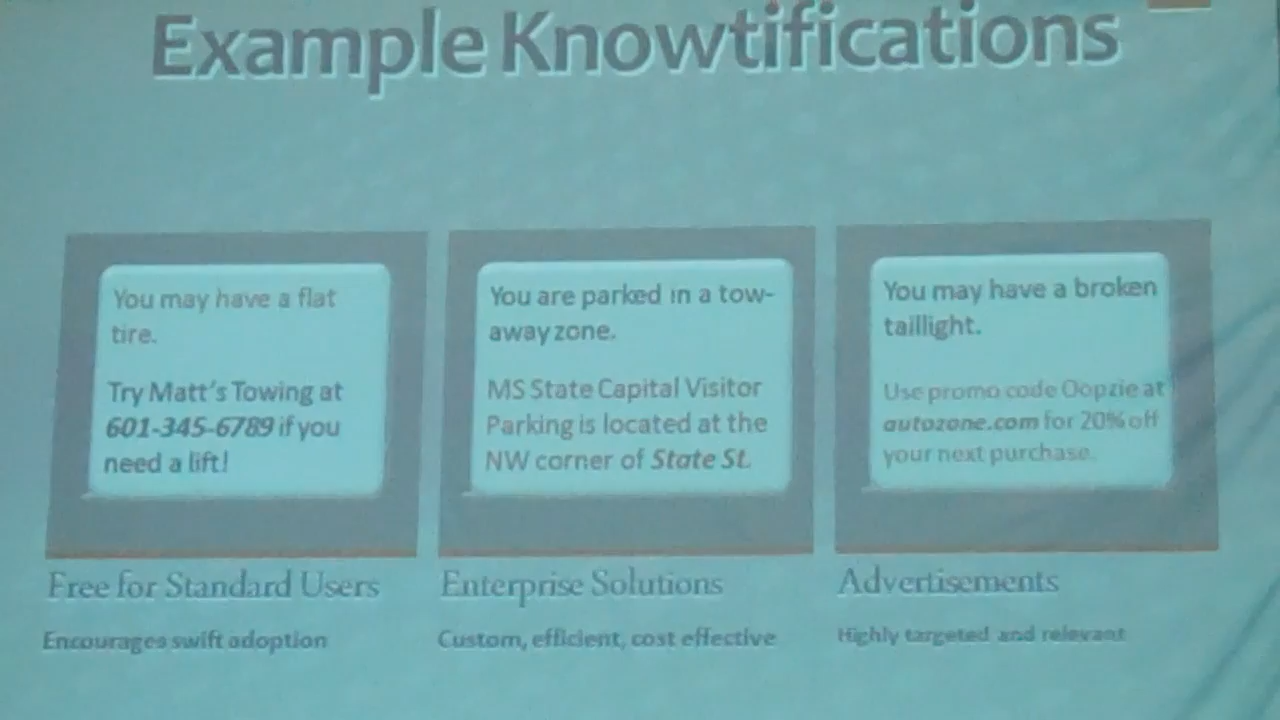 Example Knowtifications
You may have a flat
tire.
Try Matt's Towing at
601-345-6789 if you
need a lift!
You are parked in a tow-
away zone.
MS State Capital Visitor
Parking is located at the
NW corner of State St.
You may have a broken
taillight.
Use promo code Oopzie at
autozone.com for 20% off
your next purchase.
Free for Standard Users
Encourages swift adoption
Enterprise Solutions
Custom, efficient, cost effective
Advertisements
Highly targeted and relevant